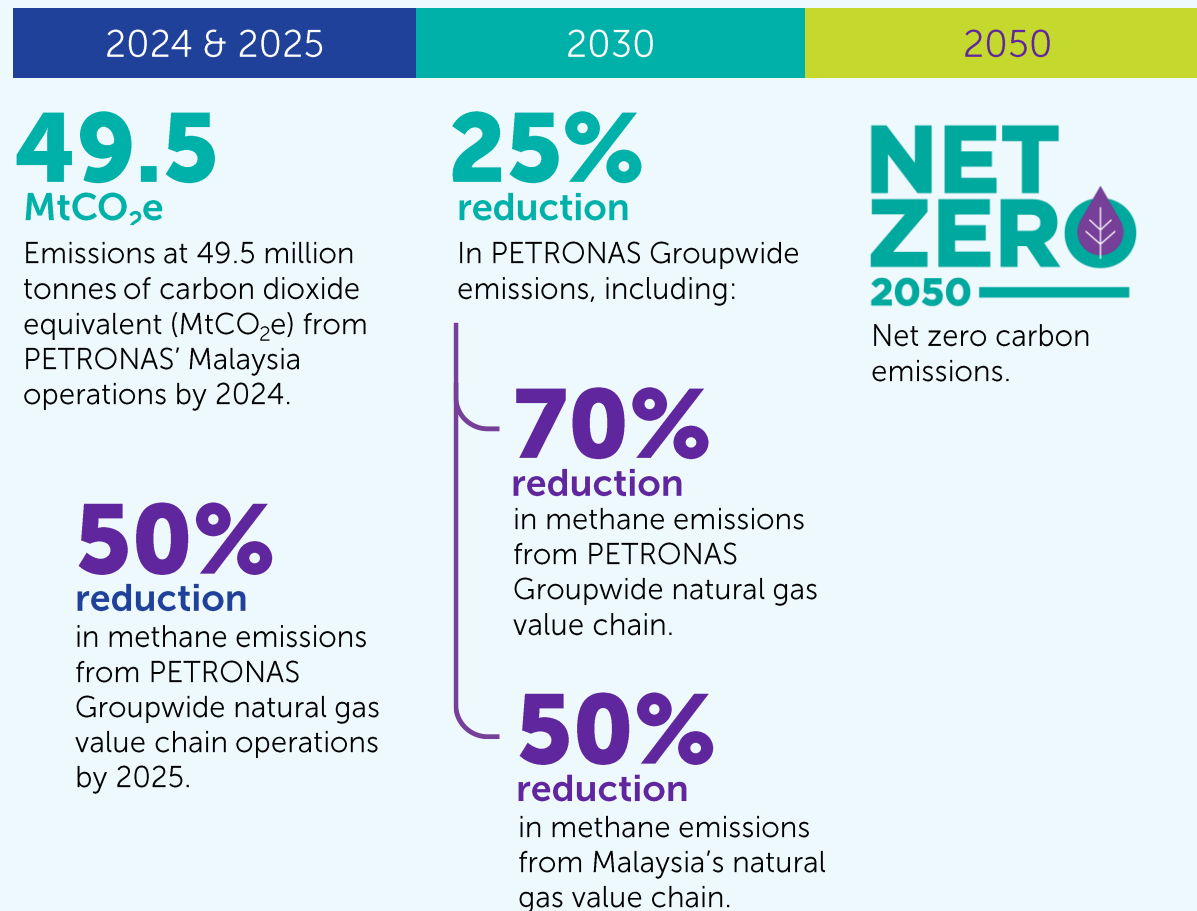 2024 & 2025
49.5
MtCO₂e
Emissions at 49.5 million
tonnes of carbon dioxide
equivalent (MtCO₂e) from
PETRONAS’ Malaysia
operations by 2024.
50%
reduction
in methane emissions
from PETRONAS
Groupwide natural gas
value chain operations
by 2025.
2030
25%
reduction
In PETRONAS Groupwide
emissions, including:
70%
reduction
in methane emissions
from PETRONAS
Groupwide natural gas
value chain.
50%
reduction
in methane emissions
from Malaysia’s natural
gas value chain.
2050
NET
ZERO
2050
Net zero carbon
emissions.